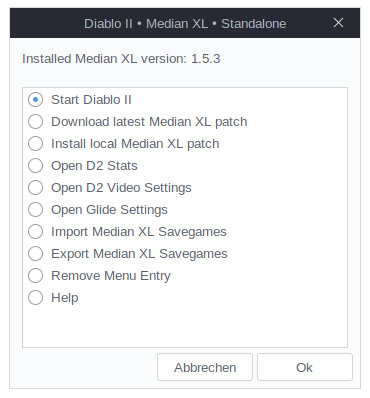 Diablo II • Median XL • Standalone
Installed Median XL version: 1.5.3
Start Diablo II
Download latest Median XL patch
Install local Median XL patch
Open D2 Stats
Open D2 Video Settings
Open Glide Settings
Import Median XL Savegames
Export Median XL Savegames
Remove Menu Entry
Help
Abbrechen
Ok